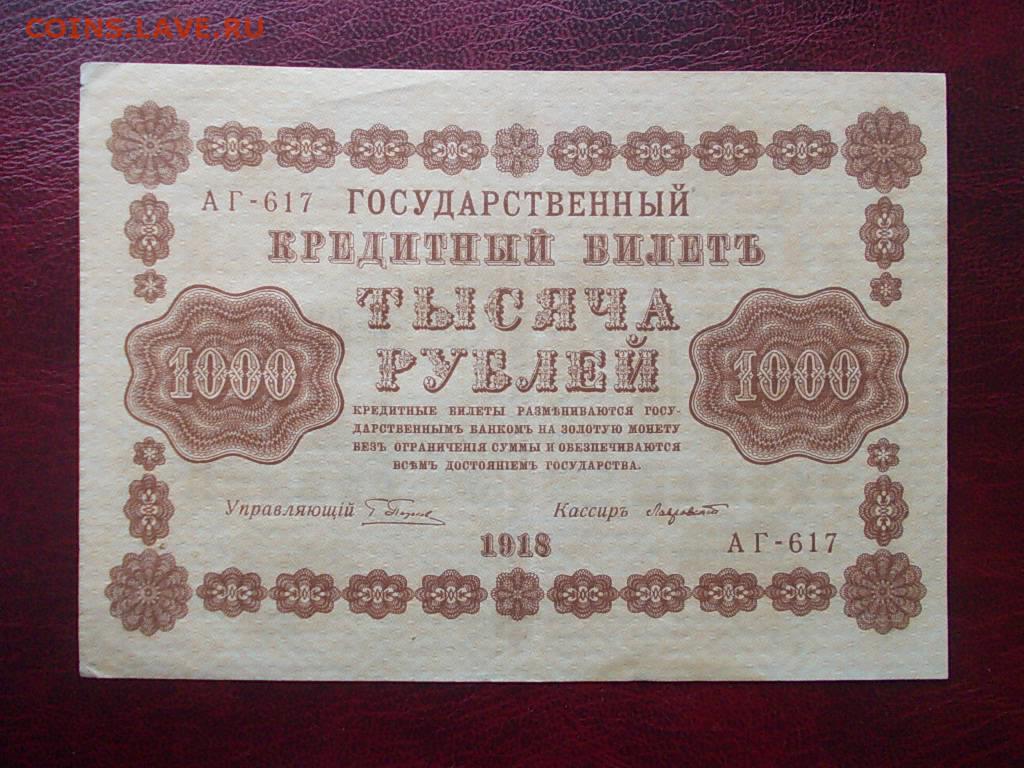 COINS.LAVE.RU
АГ-617 ГОСУДАРСТВЕННЫЙ
КРЕДИТНЫЙ БИЛЕТЪ
ТЫСЯЧА
РУБЛЕЙ
1000 1000
КРЕДИТНЫЕ БИЛЕТЫ РАЗМѢНИВАЮТСЯ ГОСУ-
ДАРСТВЕННЫМЪ БАНКОМЪ НА ЗОЛОТУЮ МОНЕТУ
БЕЗЪ ОГРАНИЧЕНІЯ СУММЫ И ОБЕЗПЕЧИВАЮТСЯ
ВСѢМЪ ДОСТОЯНІЕМЪ ГОСУДАРСТВА.
Управляющій Кассиръ
1918 АГ-617